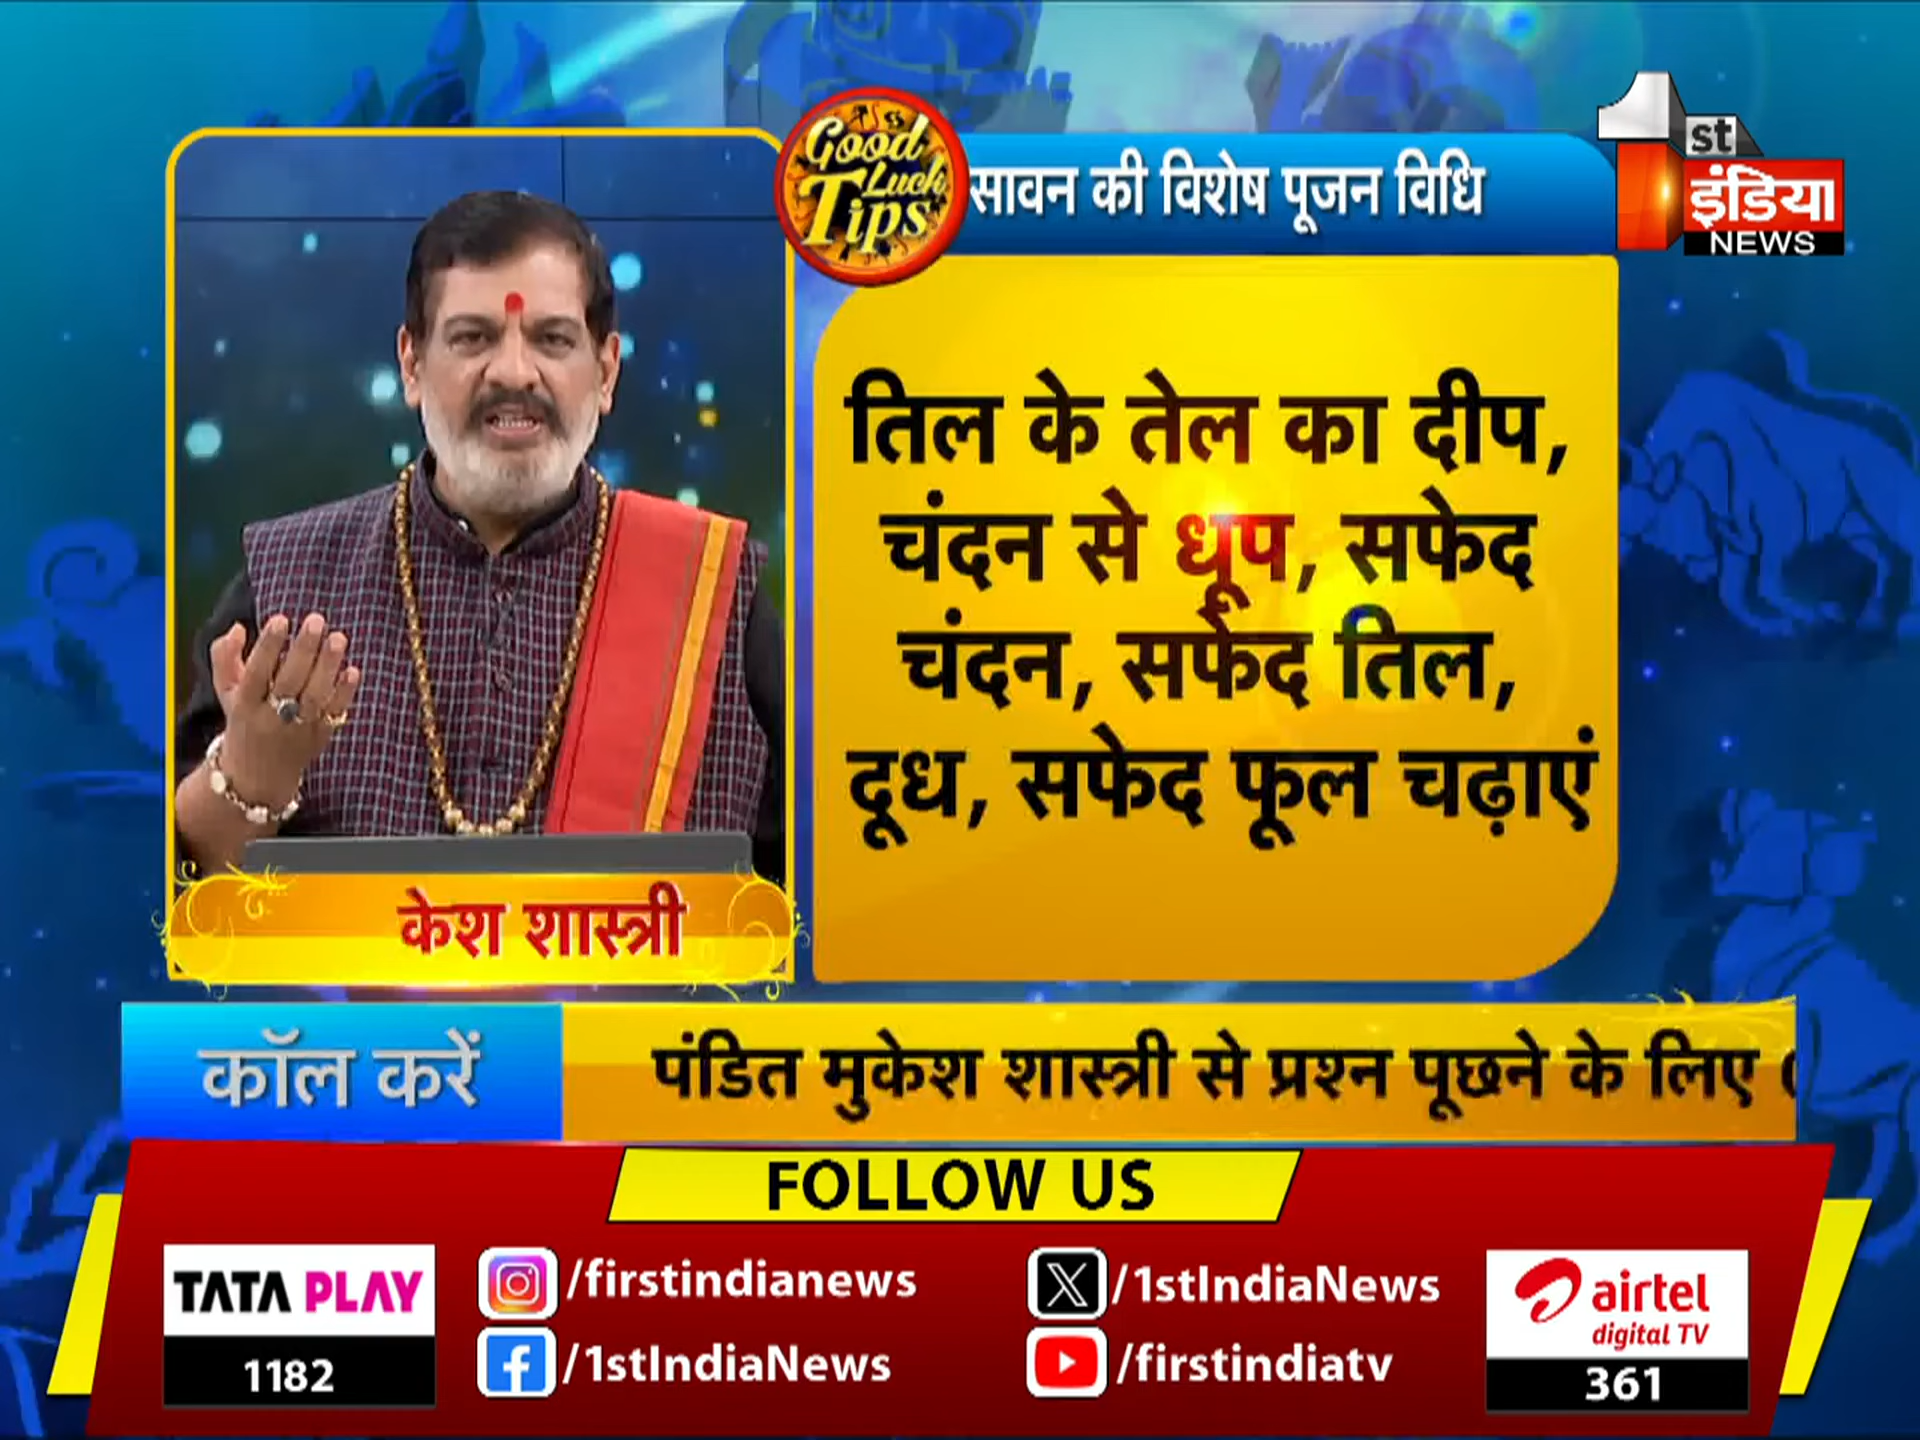 Good
Luck
Tips
सावन की विशेष पूजन विधि
1st
इंडिया
NEWS
तिल के तेल का दीप,
चंदन से धूप, सफेद
चंदन, सफेद तिल,
दूध, सफेद फूल चढ़ाएं
केश शास्त्री
कॉल करें
पंडित मुकेश शास्त्री से प्रश्न पूछने के लिए
FOLLOW US
TATA PLAY
1182
/firstindianews
/1stIndiaNews
/1stIndiaNews
/firstindiatv
airtel
digital TV
361